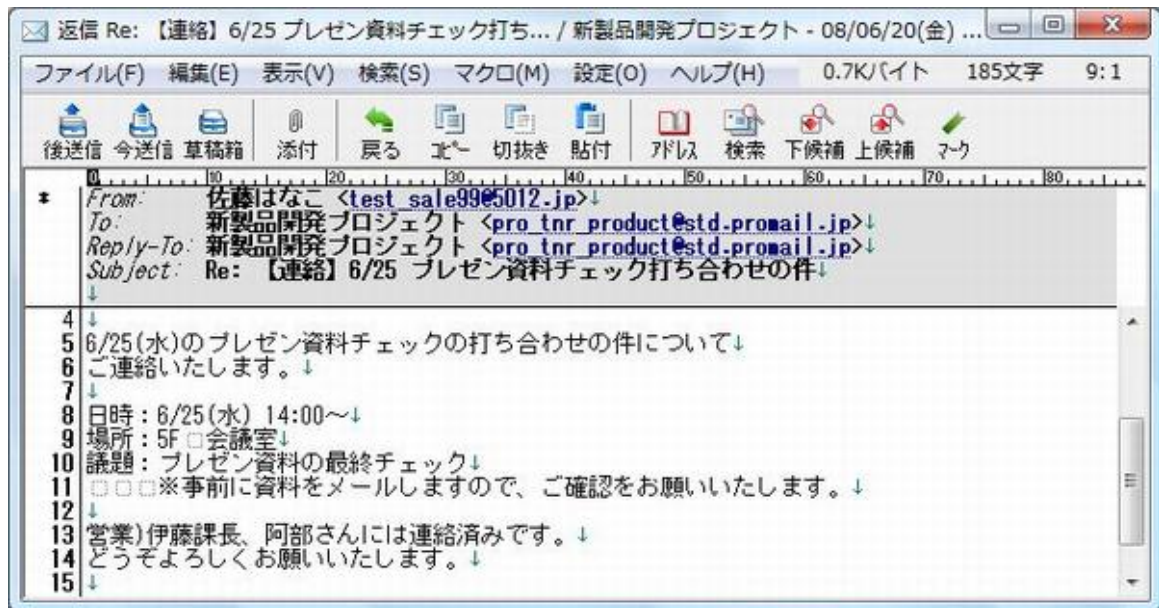 返信 Re: 【連絡】6/25 プレゼン資料チェック打ち... / 新製品開発プロジェクト - 08/06/20(金) ...
ファイル(F) 編集(E) 表示(V) 検索(S) マクロ(M) 設定(O) ヘルプ(H) 0.7Kバイト 185文字 9:1
後送信 今送信 草稿箱 添付 戻る コピー 切抜き 貼付 アドレス 検索 下候補 上候補 マーク
0 10 20 30 40 50 60 70 80
From: 佐藤はなこ <test_sale99@5012.jp>↓
To: 新製品開発プロジェクト <pro_tnr_product@std.promail.jp>↓
Reply-To: 新製品開発プロジェクト <pro_tnr_product@std.promail.jp>↓
Subject: Re: 【連絡】6/25 プレゼン資料チェック打ち合わせの件↓
↓
4 ↓
5 6/25(水)のプレゼン資料チェックの打ち合わせの件について↓
6 ご連絡いたします。↓
7 ↓
8 日時：6/25(水) 14:00～↓
9 場所：5F□会議室↓
10 議題：プレゼン資料の最終チェック↓
11 □□□※事前に資料をメールしますので、ご確認をお願いいたします。↓
12 ↓
13 営業)伊藤課長、阿部さんには連絡済みです。↓
14 どうぞよろしくお願いいたします。↓
15 ↓